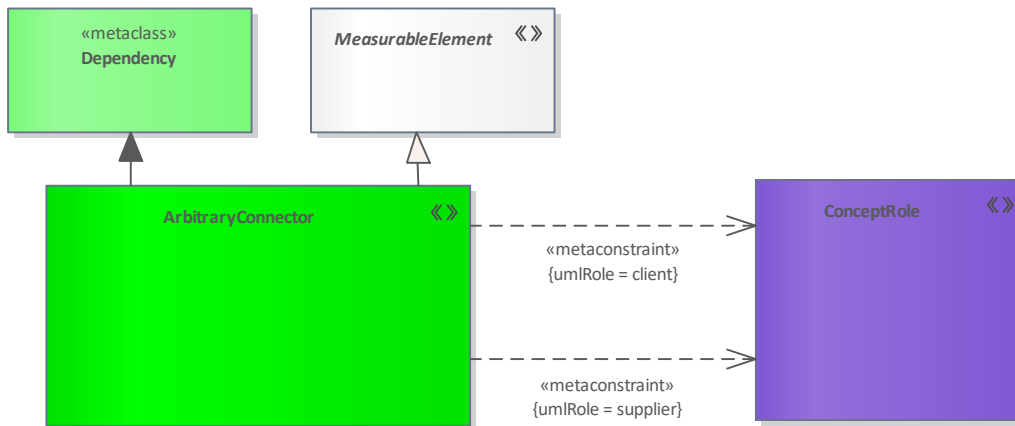 «metaclass»
Dependency
MeasurableElement
ArbitraryConnector
ConceptRole
«metaconstraint»
{umlRole = client}
«metaconstraint»
{umlRole = supplier}